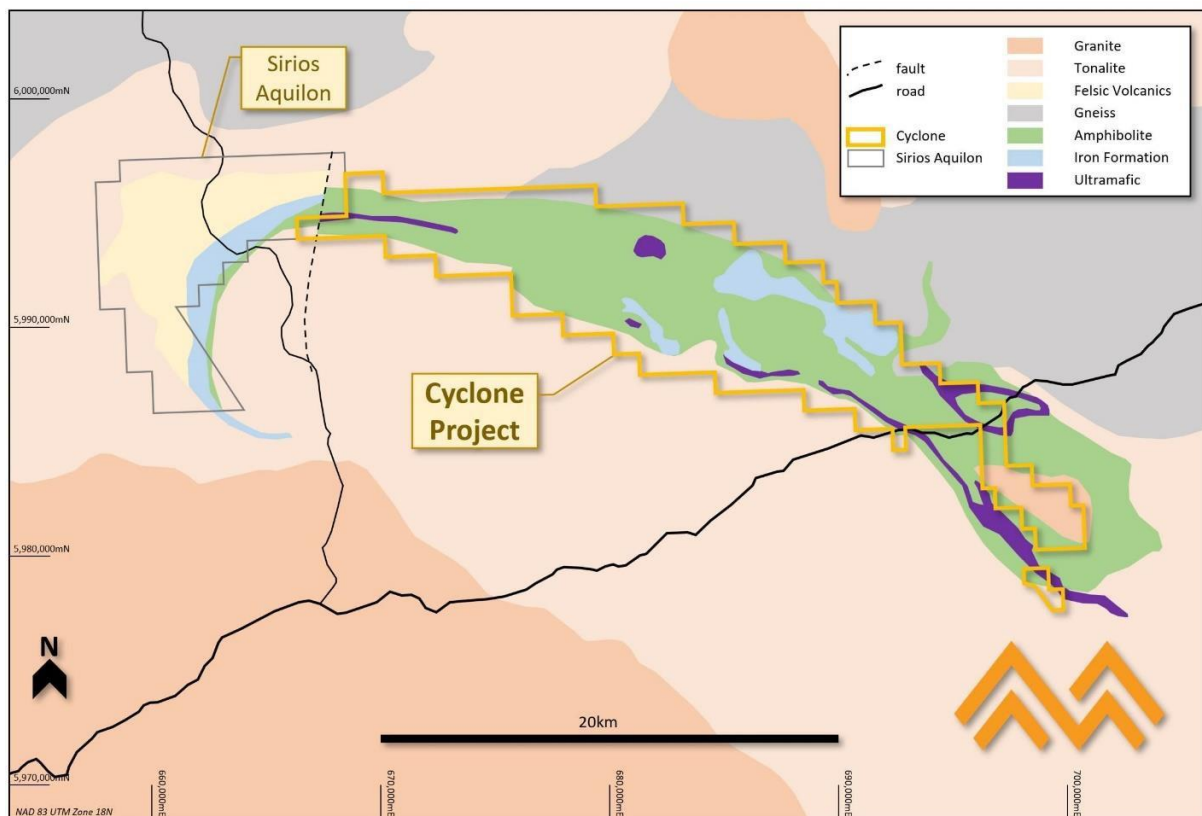 Sirios
Aquilon
6,000,000mN
5,990,000mN
5,980,000mN
5,970,000mN
fault
road
Cyclone
Sirios Aquilon
Granite
Tonalite
Felsic Volcanics
Gneiss
Amphibolite
Iron Formation
Ultramafic
Cyclone
Project
N
20km
660,000mE
670,000mE
680,000mE
690,000mE
700,000mE
NAD 83 UTM Zone 18N